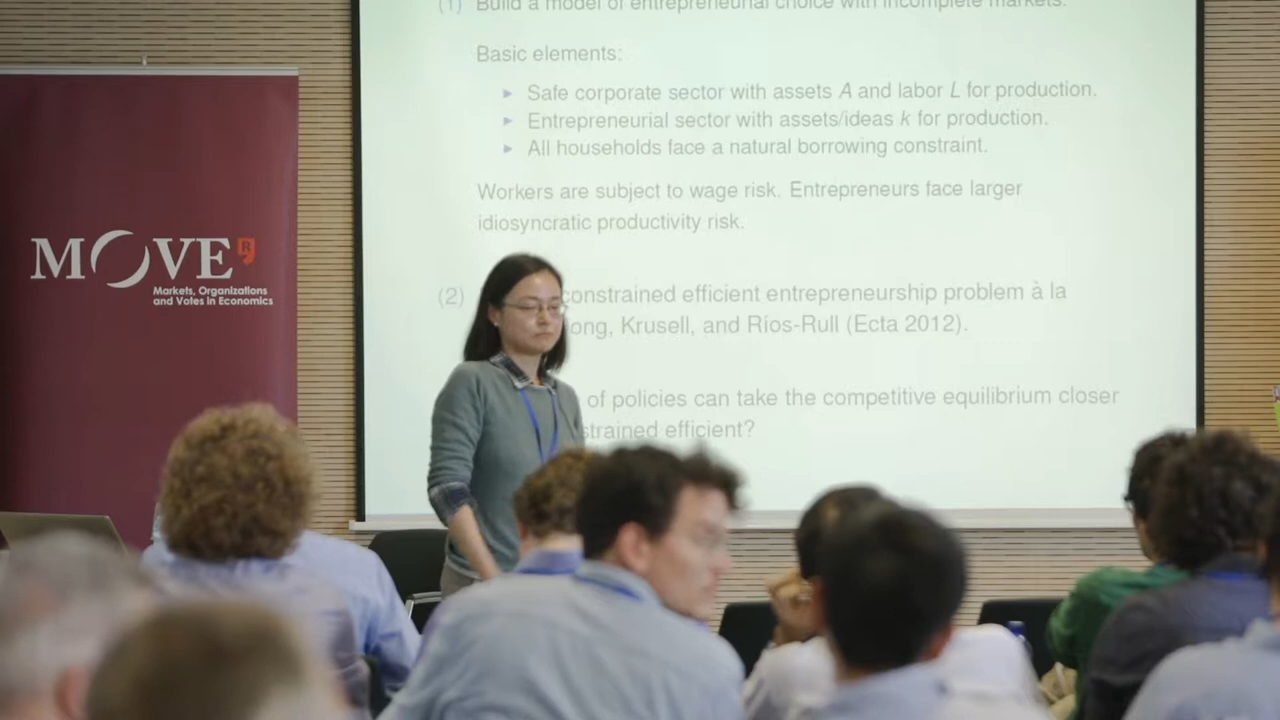 (1) Build a model of entrepreneurial choice with incomplete markets.
Basic elements:
▸ Safe corporate sector with assets A and labor L for production.
▸ Entrepreneurial sector with assets/ideas k for production.
▸ All households face a natural borrowing constraint.
Workers are subject to wage risk. Entrepreneurs face larger
idiosyncratic productivity risk.
MOVE R
Markets, Organizations
and Votes in Economics
(2) constrained efficient entrepreneurship problem à la
ong, Krusell, and Ríos-Rull (Ecta 2012).
of policies can take the competitive equilibrium closer
strained efficient?